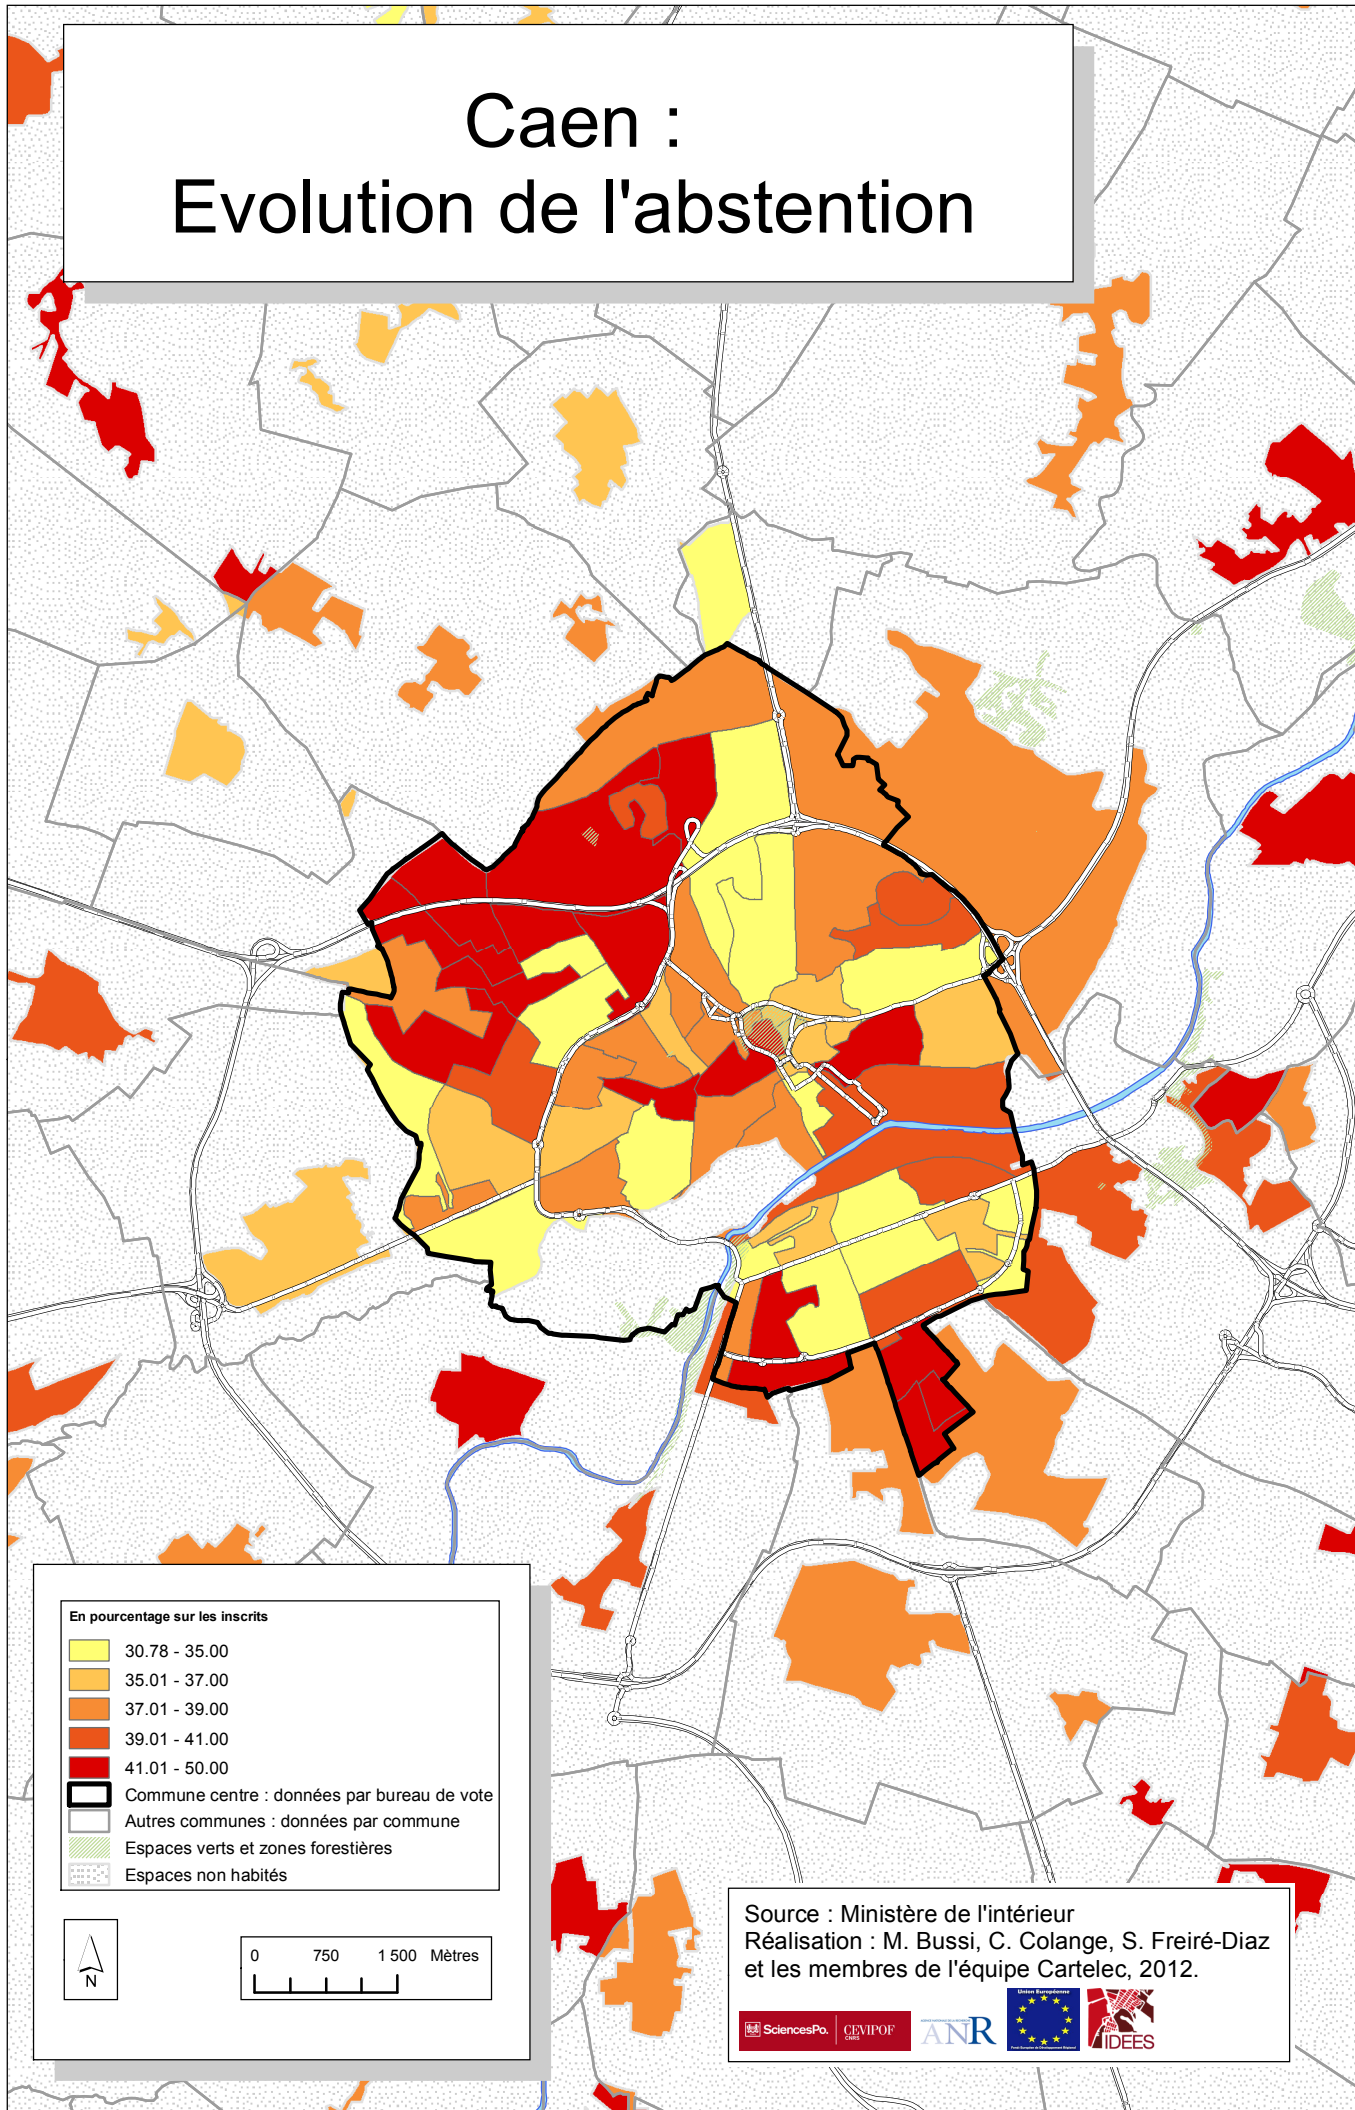 Caen :
Evolution de l'abstention
En pourcentage sur les inscrits
30.78 - 35.00
35.01 - 37.00
37.01 - 39.00
39.01 - 41.00
41.01 - 50.00
Commune centre : données par bureau de vote
Autres communes : données par commune
Espaces verts et zones forestières
Espaces non habités
N
0 750 1 500 Mètres
Source : Ministère de l'intérieur
Réalisation : M. Bussi, C. Colange, S. Freiré-Diaz
et les membres de l'équipe Cartelec, 2012.
SciencesPo.
CEVIPOF
CNRS
ANR
Union Européenne
IDEES